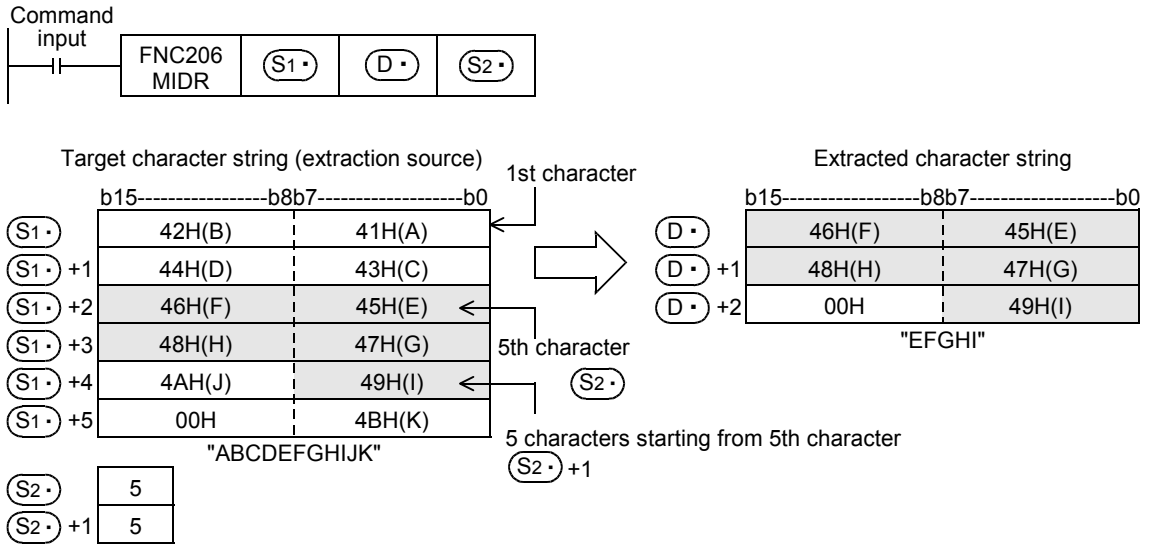 Command
input
FNC206
MIDR
S1・ D・ S2・
Target character string (extraction source)
1st character
Extracted character string
b15-----------------b8b7-------------------b0
b15------------------b8b7-------------------b0
S1・ 42H(B) 41H(A)
S1・ +1 44H(D) 43H(C)
S1・ +2 46H(F) 45H(E)
S1・ +3 48H(H) 47H(G)
S1・ +4 4AH(J) 49H(I)
S1・ +5 00H 4BH(K)
"ABCDEFGHIJK"
5th character
S2・
5 characters starting from 5th character
S2・ +1
D・ 46H(F) 45H(E)
D・ +1 48H(H) 47H(G)
D・ +2 00H 49H(I)
"EFGHI"
S2・ 5
S2・ +1 5